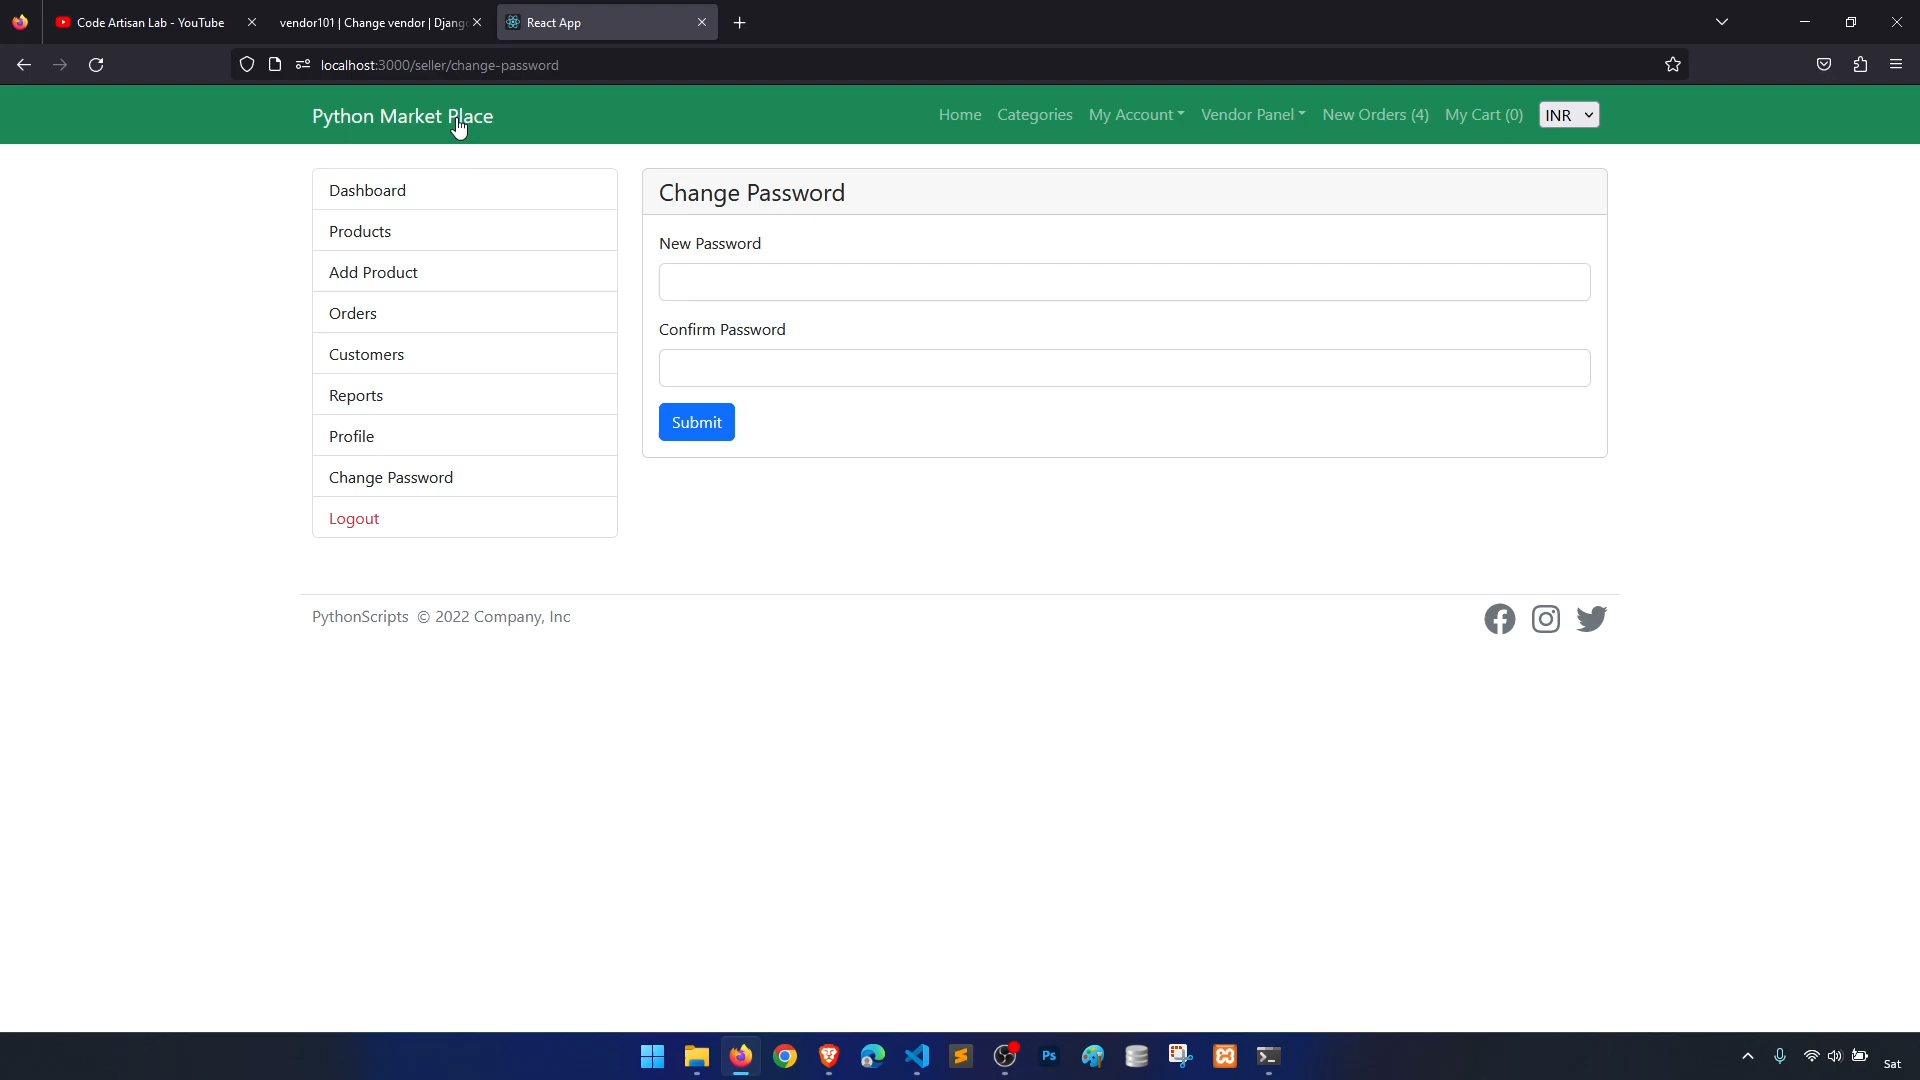 Code Artisan Lab - YouTube
vendor101 | Change vendor | Djang
React App
localhost:3000/seller/change-password
Python Market Place
Home
Categories
My Account
Vendor Panel
New Orders (4)
My Cart (0)
INR
Dashboard
Products
Add Product
Orders
Customers
Reports
Profile
Change Password
Logout
Change Password
New Password
Confirm Password
Submit
PythonScripts © 2022 Company, Inc
Ps
Sat